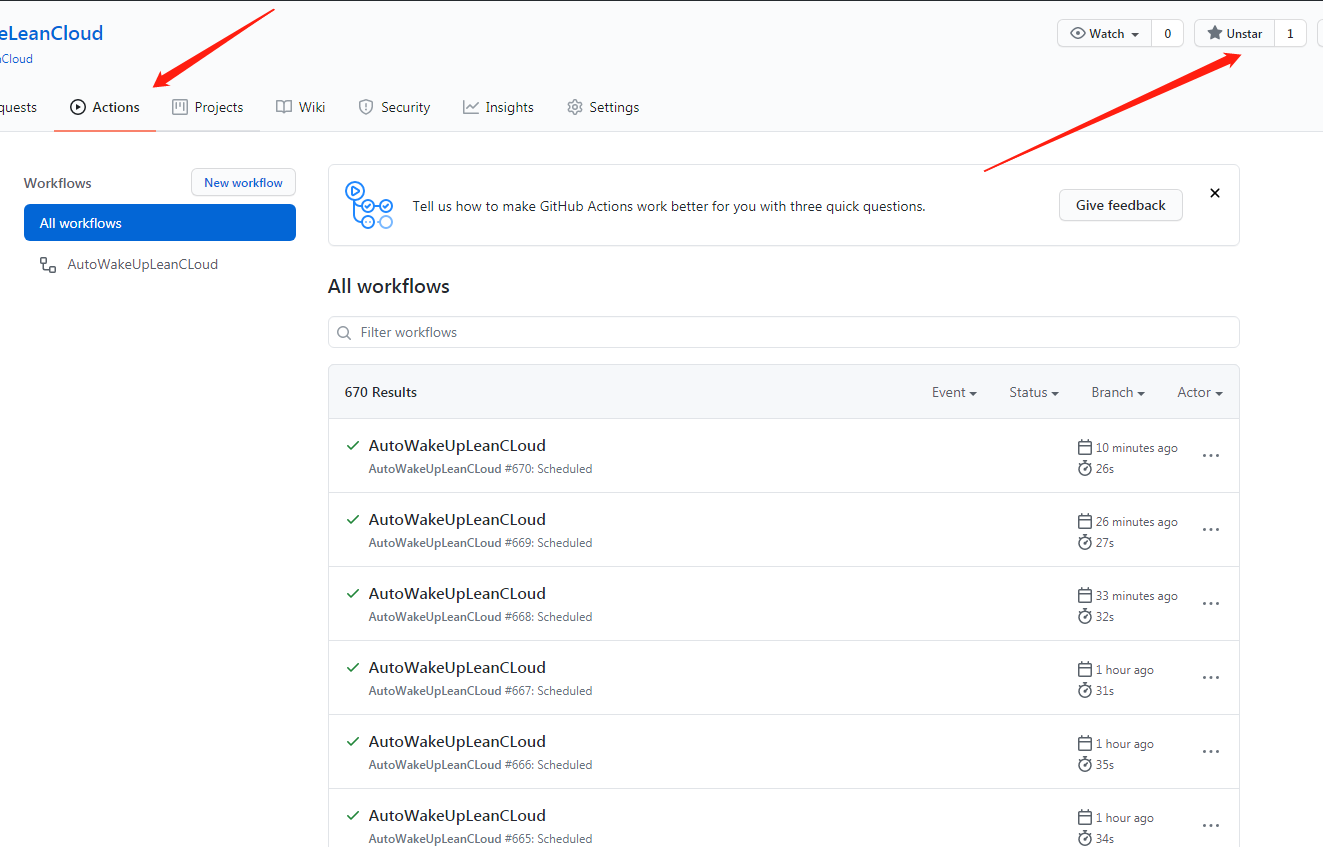 eLeanCloud
Cloud
Watch 0
Unstar 1
quests
Actions
Projects
Wiki
Security
Insights
Settings
Workflows
New workflow
All workflows
AutoWakeUpLeanCLoud
Tell us how to make GitHub Actions work better for you with three quick questions.
Give feedback
All workflows
Filter workflows
670 Results
Event
Status
Branch
Actor
AutoWakeUpLeanCLoud
AutoWakeUpLeanCLoud #670: Scheduled
10 minutes ago
26s
AutoWakeUpLeanCLoud
AutoWakeUpLeanCLoud #669: Scheduled
26 minutes ago
27s
AutoWakeUpLeanCLoud
AutoWakeUpLeanCLoud #668: Scheduled
33 minutes ago
32s
AutoWakeUpLeanCLoud
AutoWakeUpLeanCLoud #667: Scheduled
1 hour ago
31s
AutoWakeUpLeanCLoud
AutoWakeUpLeanCLoud #666: Scheduled
1 hour ago
35s
AutoWakeUpLeanCLoud
AutoWakeUpLeanCLoud #665: Scheduled
1 hour ago
34s